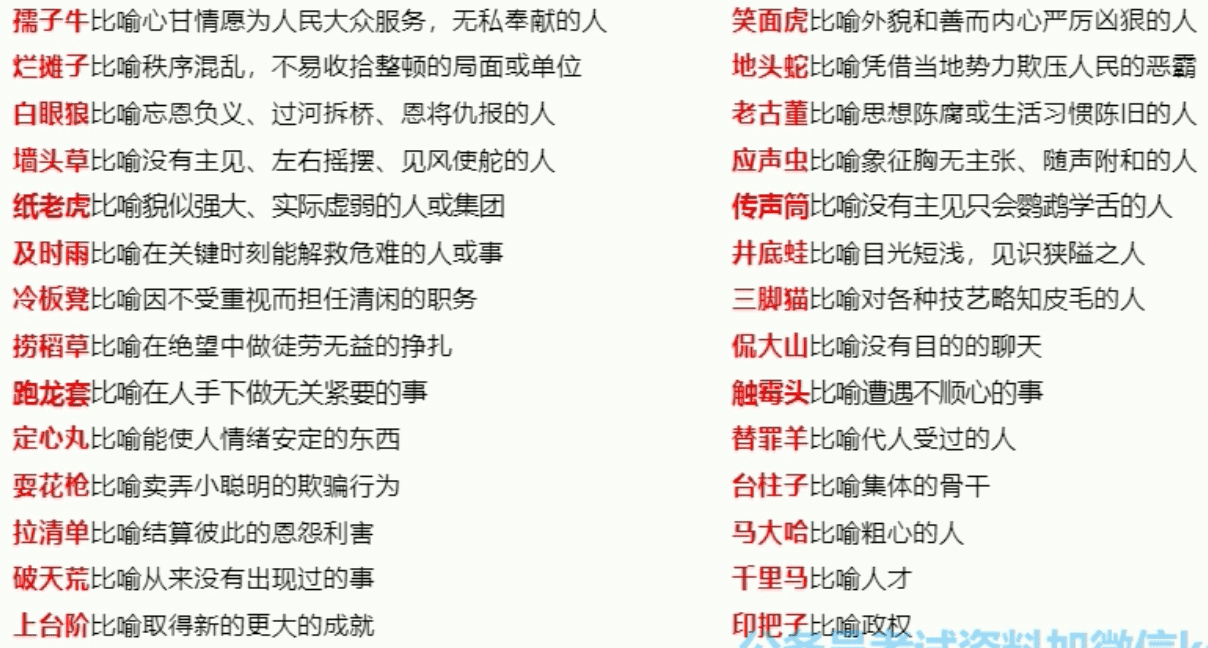 孺子牛比喻心甘情愿为人民大众服务，无私奉献的人
烂摊子比喻秩序混乱，不易收拾整顿的局面或单位
白眼狼比喻忘恩负义、过河拆桥、恩将仇报的人
墙头草比喻没有主见、左右摇摆、见风使舵的人
纸老虎比喻貌似强大、实际虚弱的人或集团
及时雨比喻在关键时刻能解救危难的人或事
冷板凳比喻因不受重视而担任清闲的职务
捞稻草比喻在绝望中做徒劳无益的挣扎
跑龙套比喻在人手下做无关紧要的事
定心丸比喻能使人情绪安定的东西
耍花枪比喻卖弄小聪明的欺骗行为
拉清单比喻结算彼此的恩怨利害
破天荒比喻从来没有出现过的事
上台阶比喻取得新的更大的成就
笑面虎比喻外貌和善而内心严厉凶狠的人
地头蛇比喻凭借当地势力欺压人民的恶霸
老古董比喻思想陈腐或生活习惯陈旧的人
应声虫比喻象征胸无主张、随声附和的人
传声筒比喻没有主见只会鹦鹉学舌的人
井底蛙比喻目光短浅，见识狭隘之人
三脚猫比喻对各种技艺略知皮毛的人
侃大山比喻没有目的的聊天
触霉头比喻遭遇不顺心的事
替罪羊比喻代人受过的人
台柱子比喻集体的骨干
马大哈比喻粗心的人
千里马比喻人才
印把子比喻政权
公务员考试资料加微信k